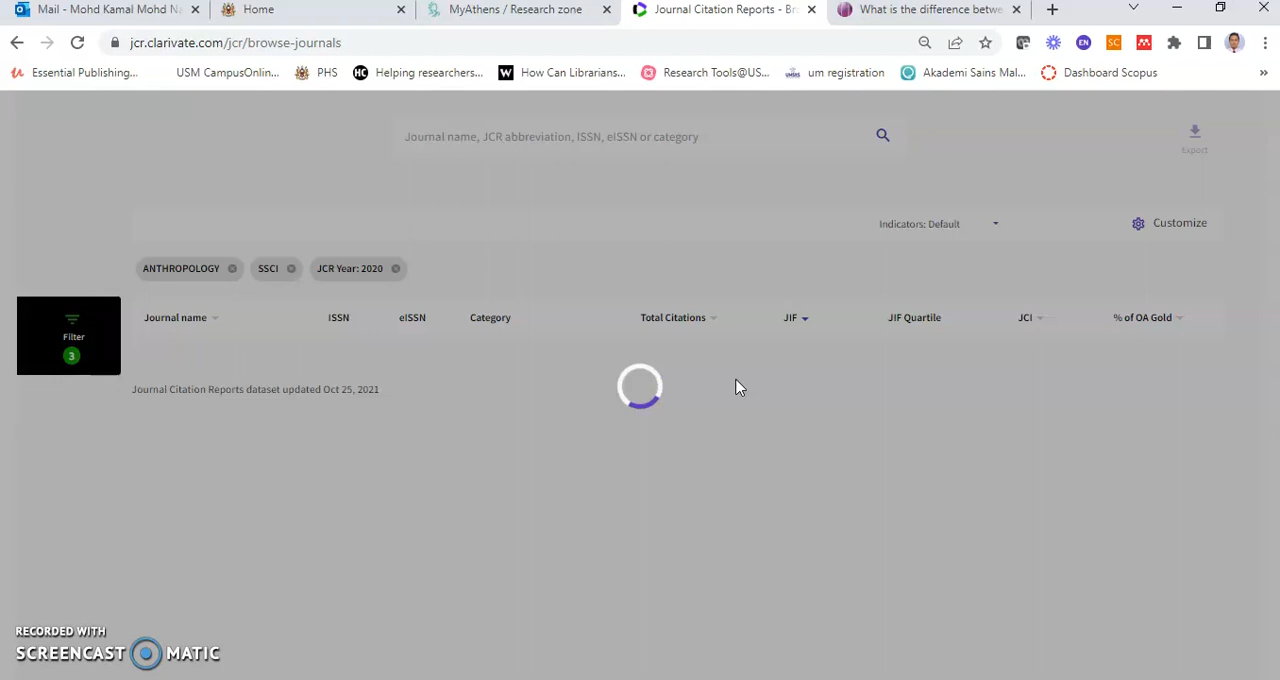 Mail - Mohd Kamal Mohd N
Home
MyAthens / Research zone
Journal Citation Reports - Bro
What is the difference betwe
jcr.clarivate.com/jcr/browse-journals
Essential Publishing...
USM CampusOnlin...
PHS
Helping researchers...
How Can Librarians...
Research Tools@US...
um registration
Akademi Sains Mal...
Dashboard Scopus
»
Journal name, JCR abbreviation, ISSN, eISSN or category
Export
Indicators: Default
Customize
ANTHROPOLOGY
SSCI
JCR Year: 2020
Filter
3
Journal name
ISSN
eISSN
Category
Total Citations
JIF
JIF Quartile
JCI
% of OA Gold
Journal Citation Reports dataset updated Oct 25, 2021
RECORDED WITH
SCREENCAST MATIC